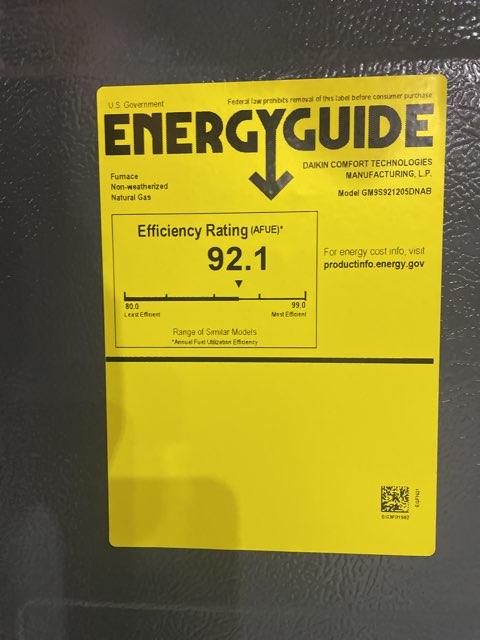 U.S. Government
Federal law prohibits removal of this label before consumer purchase
ENERGYGUIDE
Furnace
Non-weatherized
Natural Gas
DAIKIN COMFORT TECHNOLOGIES
MANUFACTURING, L.P.
Model GM9S921205DNAB
Efficiency Rating (AFUE)*
92.1
80.0
99.0
Least Efficient
Most Efficient
Range of Similar Models
*Annual Fuel Utilization Efficiency
For energy cost info, visit
productinfo.energy.gov